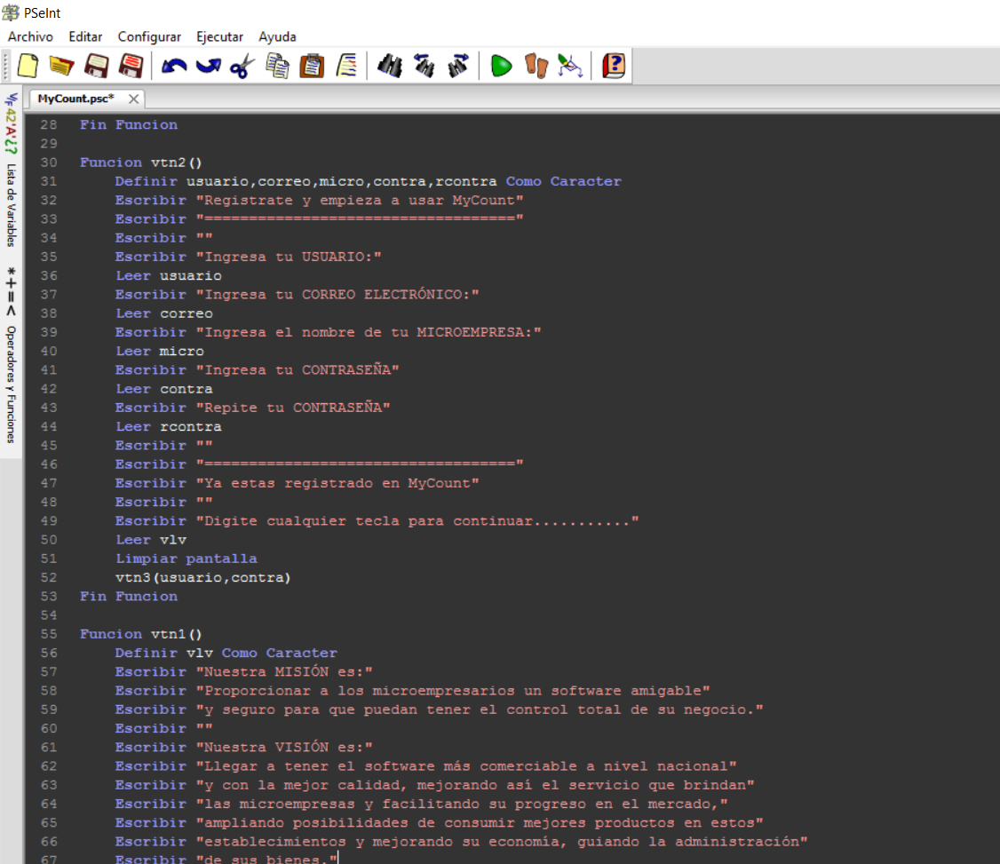 PSeInt
Archivo Editar Configurar Ejecutar Ayuda
MyCount.psc*
42 'A' ¿?
Lista de Variables
*+=<
Operadores y Funciones
28 Fin Funcion
29
30 Funcion vtn2()
31 Definir usuario,correo,micro,contra,rcontra Como Caracter
32 Escribir "Registrate y empieza a usar MyCount"
33 Escribir "==================================="
34 Escribir ""
35 Escribir "Ingresa tu USUARIO:"
36 Leer usuario
37 Escribir "Ingresa tu CORREO ELECTRÓNICO:"
38 Leer correo
39 Escribir "Ingresa el nombre de tu MICROEMPRESA:"
40 Leer micro
41 Escribir "Ingresa tu CONTRASEÑA"
42 Leer contra
43 Escribir "Repite tu CONTRASEÑA"
44 Leer rcontra
45 Escribir ""
46 Escribir "==================================="
47 Escribir "Ya estas registrado en MyCount"
48 Escribir ""
49 Escribir "Digite cualquier tecla para continuar..........."
50 Leer vlv
51 Limpiar pantalla
52 vtn3(usuario,contra)
53 Fin Funcion
54
55 Funcion vtn1()
56 Definir vlv Como Caracter
57 Escribir "Nuestra MISIÓN es:"
58 Escribir "Proporcionar a los microempresarios un software amigable"
59 Escribir "y seguro para que puedan tener el control total de su negocio."
60 Escribir ""
61 Escribir "Nuestra VISIÓN es:"
62 Escribir "Llegar a tener el software más comerciable a nivel nacional"
63 Escribir "y con la mejor calidad, mejorando así el servicio que brindan"
64 Escribir "las microempresas y facilitando su progreso en el mercado,"
65 Escribir "ampliando posibilidades de consumir mejores productos en estos"
66 Escribir "establecimientos y mejorando su economía, guiando la administración"
67 Escribir "de sus bienes."